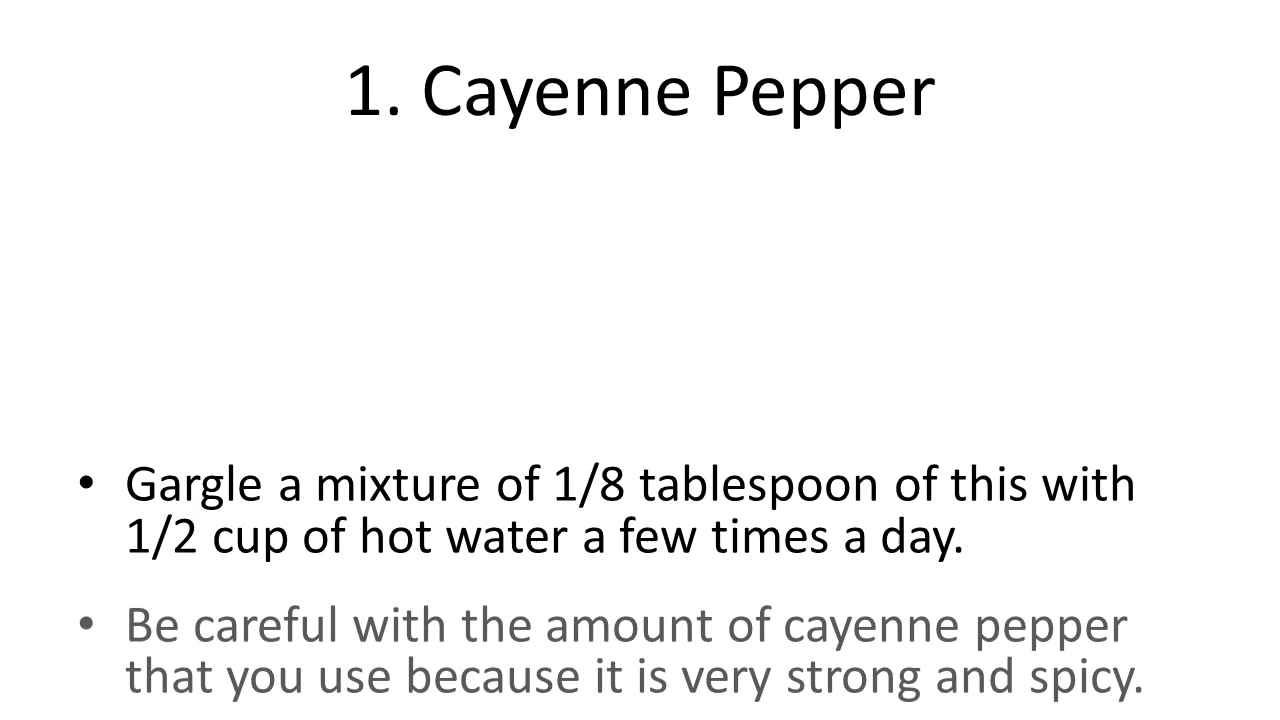 1. Cayenne Pepper
• Gargle a mixture of 1/8 tablespoon of this with
1/2 cup of hot water a few times a day.
• Be careful with the amount of cayenne pepper
that you use because it is very strong and spicy.